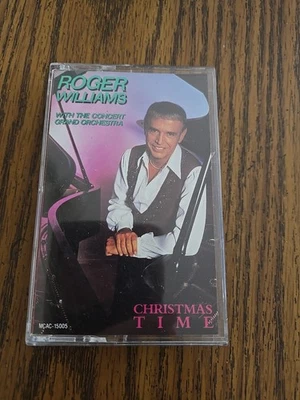 ROGER
WILLIAMS
WITH THE CONCERT
GRAND ORCHESTRA
CHRISTMAS
TIME
MCAC-15005